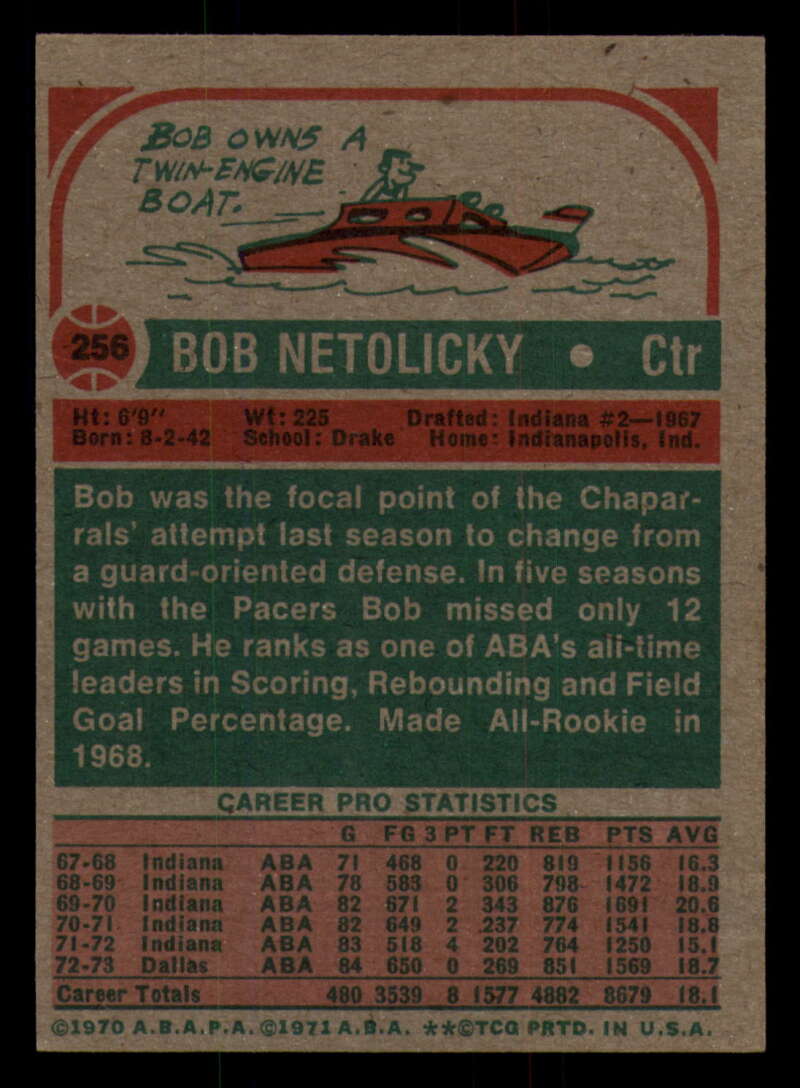 BOB OWNS A
TWIN-ENGINE
BOAT.
256 BOB NETOLICKY • Ctr
Ht: 6'9" Wt: 225 Drafted: Indiana #2—1967
Born: 8-2-42 School: Drake Home: Indianapolis, Ind.
Bob was the focal point of the Chapar-
rals' attempt last season to change from
a guard-oriented defense. In five seasons
with the Pacers Bob missed only 12
games. He ranks as one of ABA's all-time
leaders in Scoring, Rebounding and Field
Goal Percentage. Made All-Rookie in
1968.
CAREER PRO STATISTICS
G FG 3 PT FT REB PTS AVG
67-68 Indiana ABA 71 468 0 220 819 1156 16.3
68-69 Indiana ABA 78 583 0 306 798 1472 18.9
69-70 Indiana ABA 82 671 2 343 876 1691 20.6
70-71 Indiana ABA 82 649 2 237 774 1541 18.8
71-72 Indiana ABA 83 518 4 202 764 1250 15.1
72-73 Dallas ABA 84 650 0 269 851 1569 18.7
Career Totals 480 3539 8 1577 4882 8679 18.1
©1970 A.B.A.P.A. ©1971 A.B.A. **©TCG PRTD. IN U.S.A.